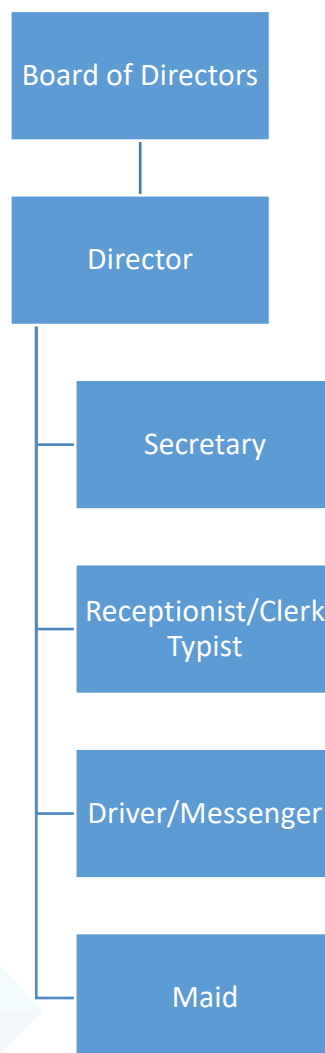 Board of Directors
Director
Secretary
Receptionist/Clerk
Typist
Driver/Messenger
Maid